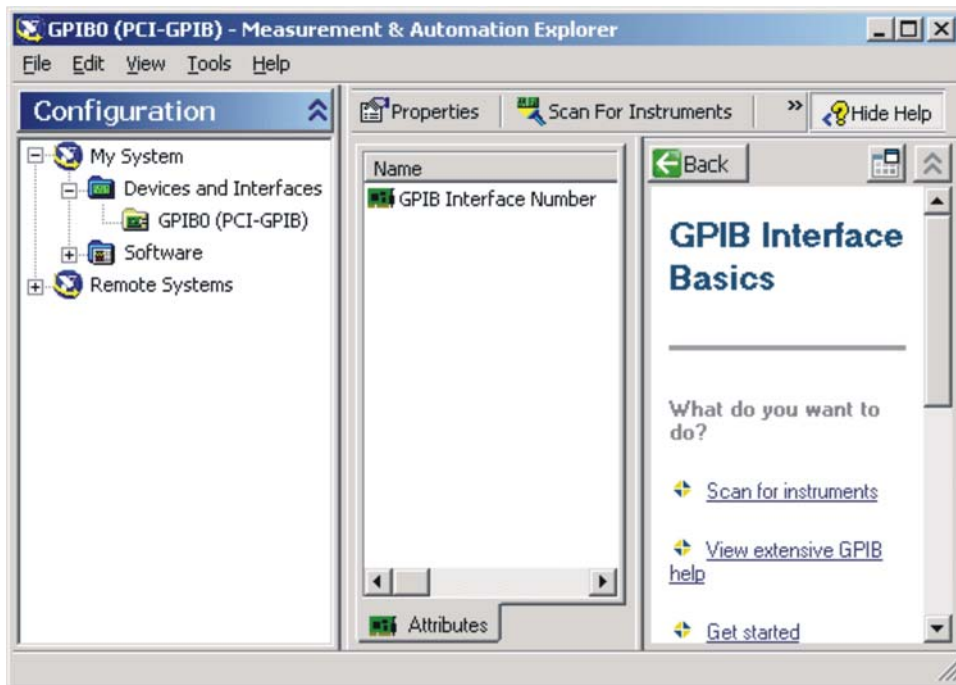 GPIB0 (PCI-GPIB) - Measurement & Automation Explorer
File Edit View Tools Help
Configuration
My System
Devices and Interfaces
GPIB0 (PCI-GPIB)
Software
Remote Systems
Properties Scan For Instruments » Hide Help
Name
GPIB Interface Number
Attributes
Back
GPIB Interface
Basics
What do you want to
do?
Scan for instruments
View extensive GPIB
help
Get started